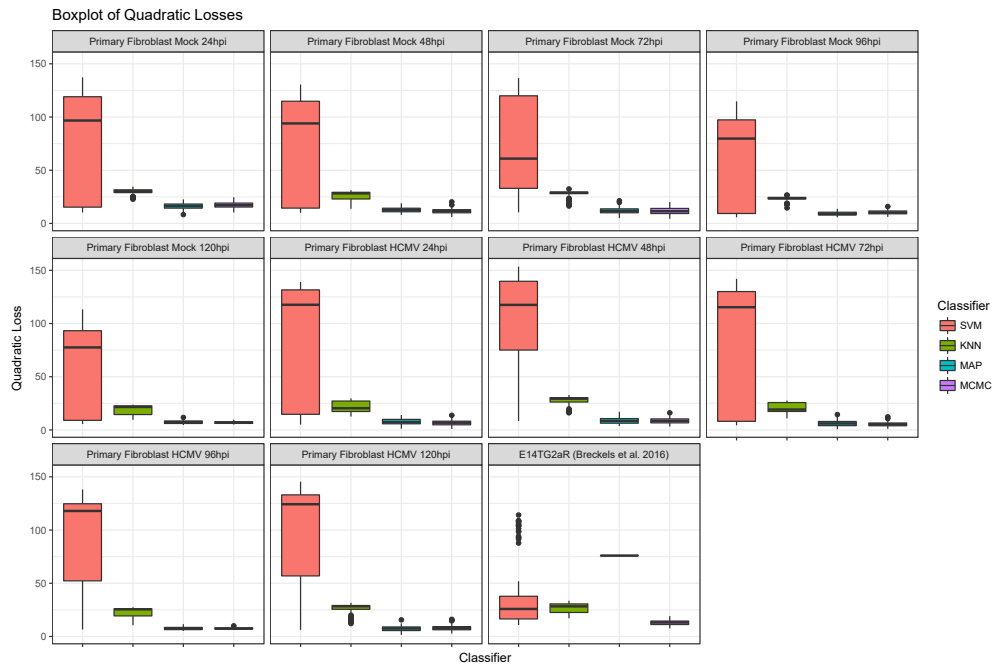 Boxplot of Quadratic Losses
Primary Fibroblast Mock 24hpi
Primary Fibroblast Mock 48hpi
Primary Fibroblast Mock 72hpi
Primary Fibroblast Mock 96hpi
150
100
50
0
Primary Fibroblast Mock 120hpi
Primary Fibroblast HCMV 24hpi
Primary Fibroblast HCMV 48hpi
Primary Fibroblast HCMV 72hpi
150
100
50
0
Primary Fibroblast HCMV 96hpi
Primary Fibroblast HCMV 120hpi
E14TG2aR (Breckels et al. 2016)
150
100
50
0
Quadratic Loss
Classifier
Classifier
SVM
KNN
MAP
MCMC